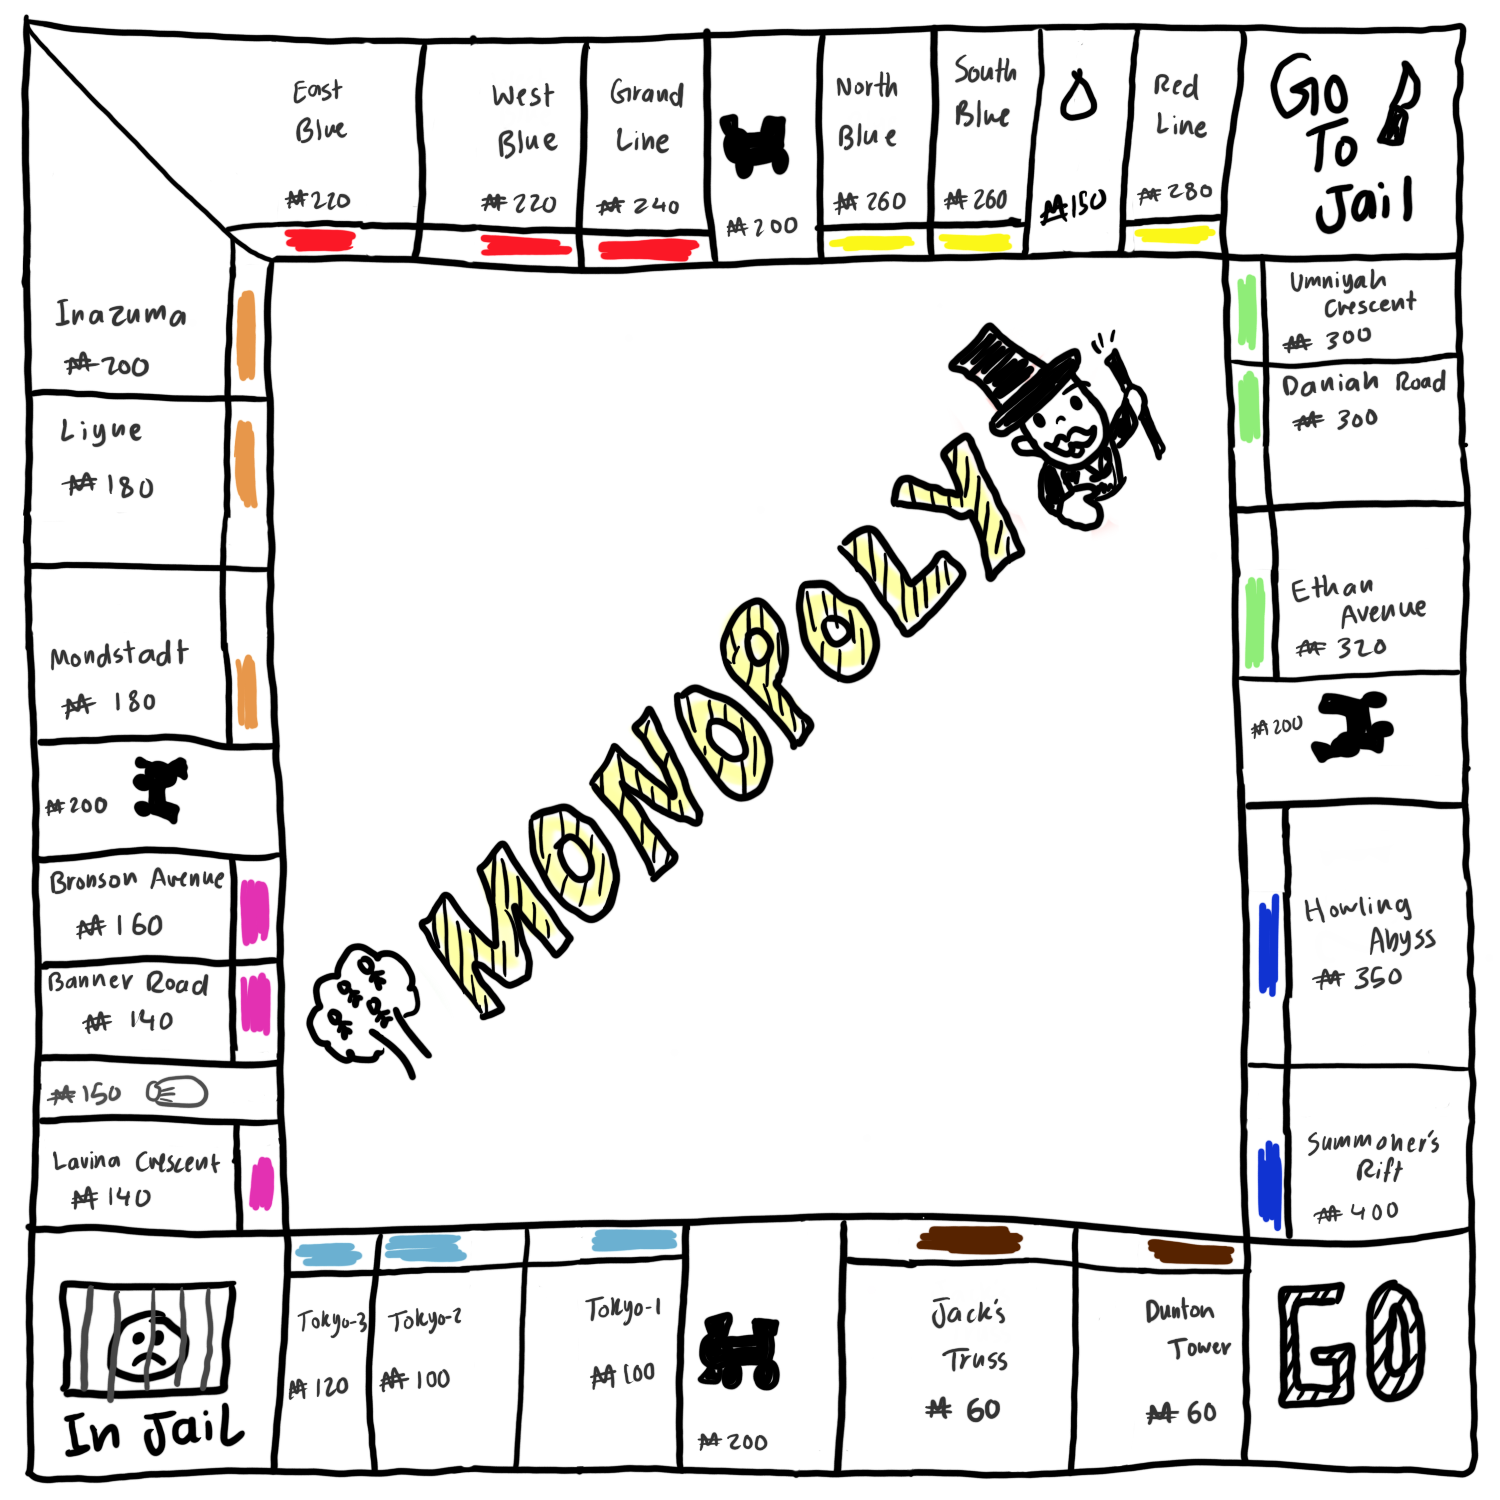 East
Blue
₩220
West
Blue
₩220
Grand
Line
₩240
₩200
North
Blue
₩260
South
Blue
₩260
₩150
Red
Line
₩280
Go
To
Jail
Inazuma
₩200
Liyue
₩180
Mondstadt
₩180
₩200
Bronson Avenue
₩160
Banner Road
₩140
₩150
Lavina Crescent
₩140
MONOPOLY
Umniyah
Crescent
₩300
Daniah Road
₩300
Ethan
Avenue
₩320
₩200
Howling
Abyss
₩350
Summoner's
Rift
₩400
In Jail
Tokyo-3
₩120
Tokyo-2
₩100
Tokyo-1
₩100
₩200
Jack's
Truss
₩60
Dunton
Tower
₩60
GO